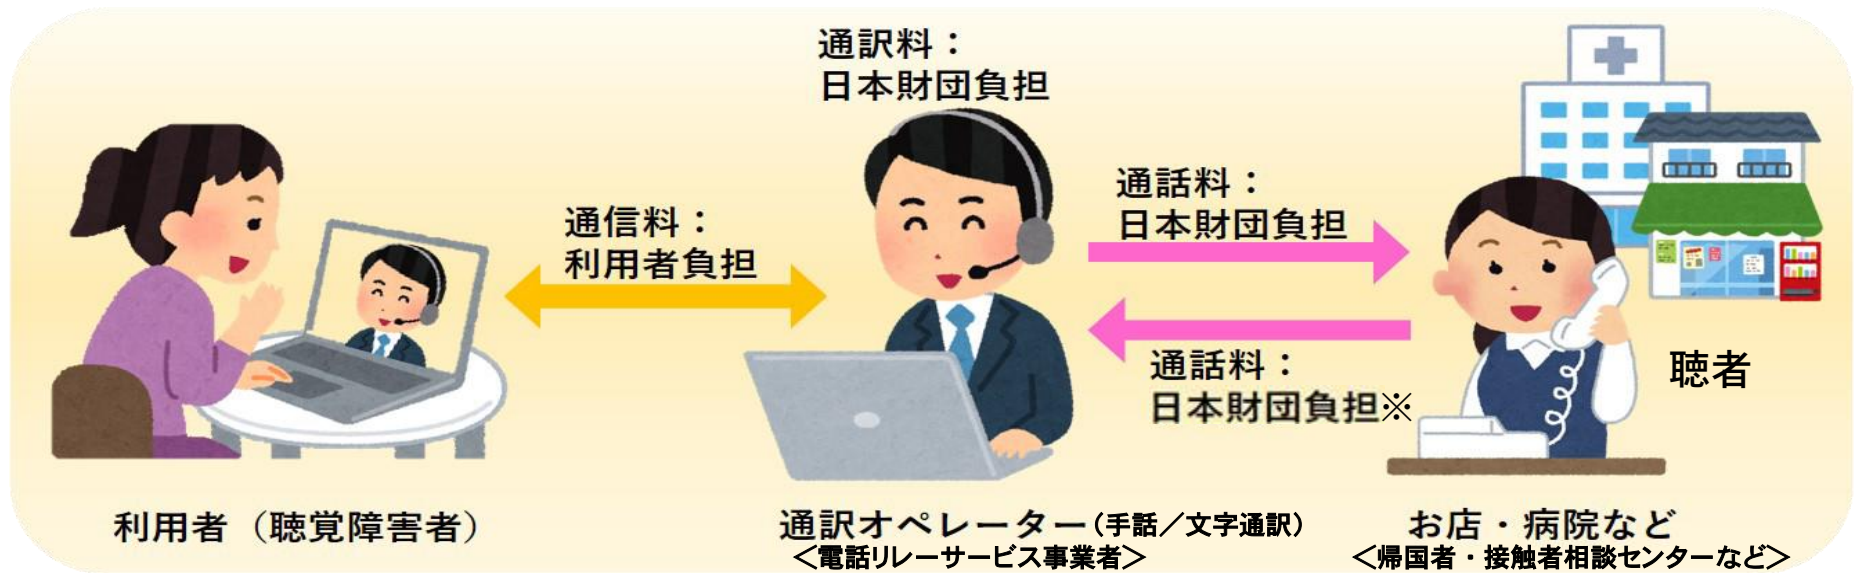 通訳料：
日本財団負担
通信料：
利用者負担
通話料：
日本財団負担
通話料：
日本財団負担※
聴者
利用者（聴覚障害者）
通訳オペレーター（手話／文字通訳）
＜電話リレーサービス事業者＞
お店・病院など
＜帰国者・接触者相談センターなど＞